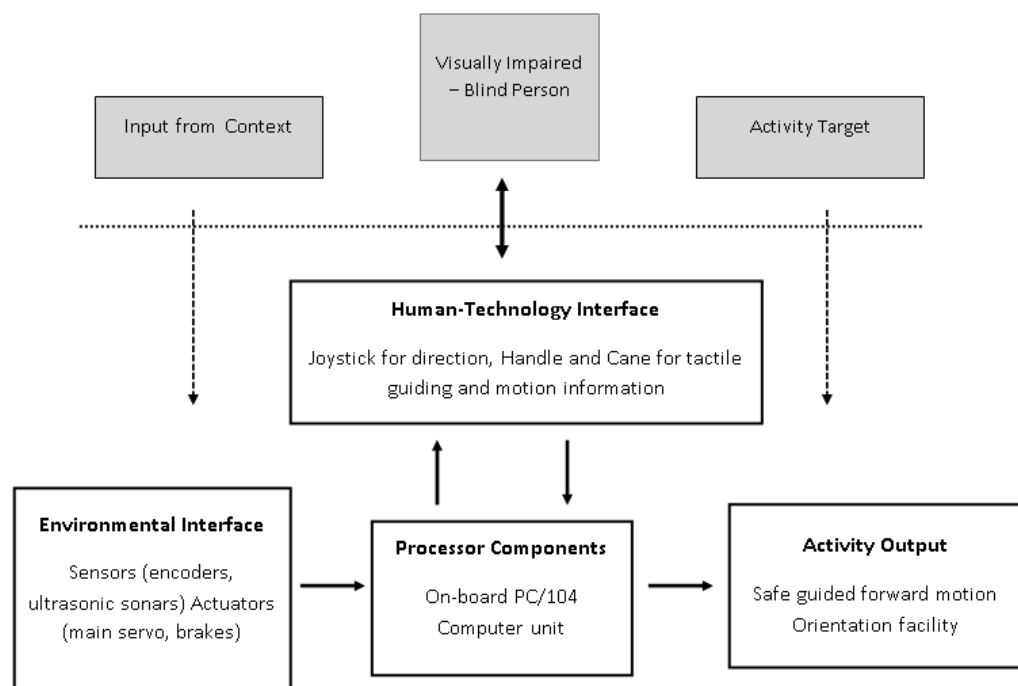 Visually Impaired
– Blind Person
Input from Context
Activity Target
Human-Technology Interface
Joystick for direction, Handle and Cane for tactile
guiding and motion information
Environmental Interface
Sensors (encoders,
ultrasonic sonars) Actuators
(main servo, brakes)
Processor Components
On-board PC/104
Computer unit
Activity Output
Safe guided forward motion
Orientation facility